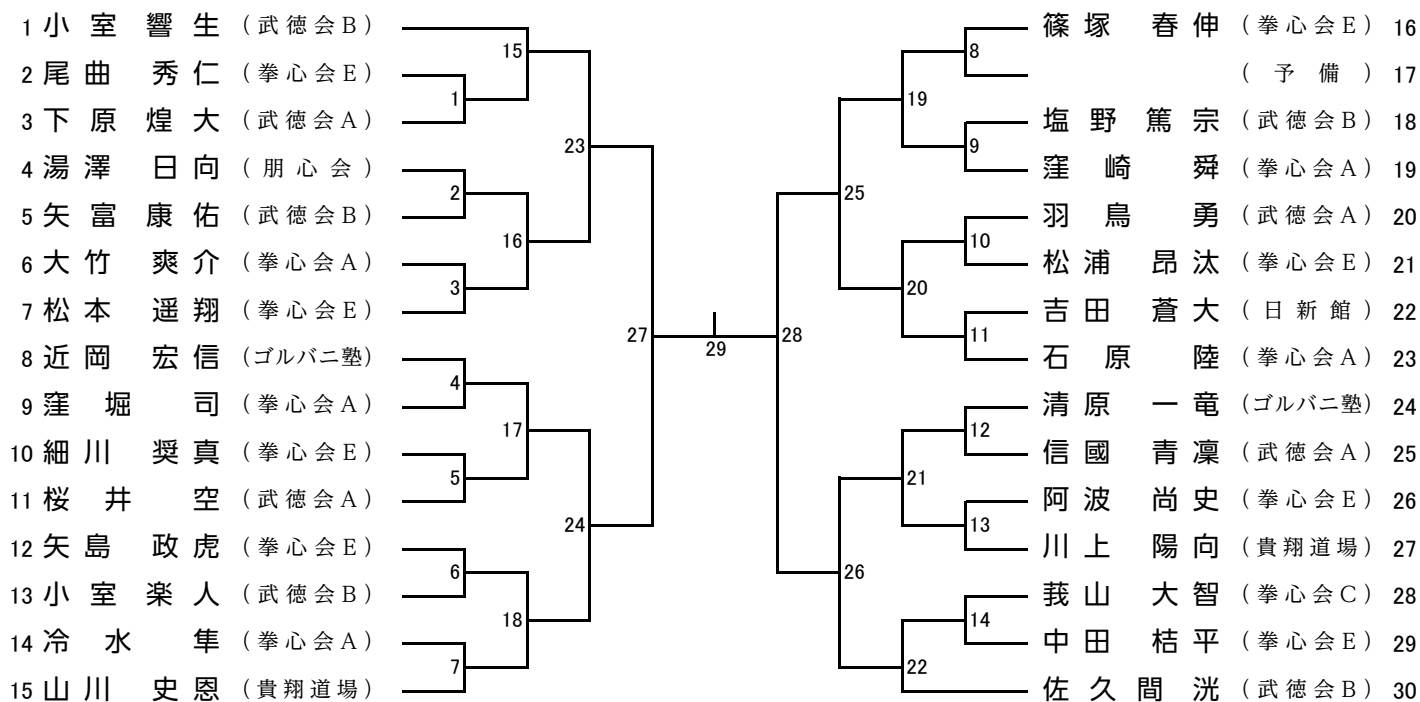 1 小室 響生 (武徳会B)
2 尾曲 秀仁 (拳心会E)
3 下原 煌大 (武徳会A)
4 湯澤 日向 (朋心会)
5 矢富 康佑 (武徳会B)
6 大竹 爽介 (拳心会A)
7 松本 遥翔 (拳心会E)
8 近岡 宏信 (ゴルバニ塾)
9 窪堀 司 (拳心会A)
10 細川 奨真 (拳心会E)
11 桜井 空 (武徳会A)
12 矢島 政虎 (拳心会E)
13 小室 楽人 (武徳会B)
14 冷水 隼 (拳心会A)
15 山川 史恩 (貴翔道場)
15
1
23
2
16
3
27
4
17
5
24
6
18
7
29
28
8
19
9
25
10
20
11
12
21
13
26
14
22
篠塚 春伸 (拳心会E) 16
(予備) 17
塩野 篤宗 (武徳会B) 18
窪崎 舜 (拳心会A) 19
羽鳥 勇 (武徳会A) 20
松浦 昂汰 (拳心会E) 21
吉田 蒼大 (日新館) 22
石原 陸 (拳心会A) 23
清原 一竜 (ゴルバニ塾) 24
信國 青凜 (武徳会A) 25
阿波 尚史 (拳心会E) 26
川上 陽向 (貴翔道場) 27
莪山 大智 (拳心会C) 28
中田 桔平 (拳心会E) 29
佐久間 洸 (武徳会B) 30